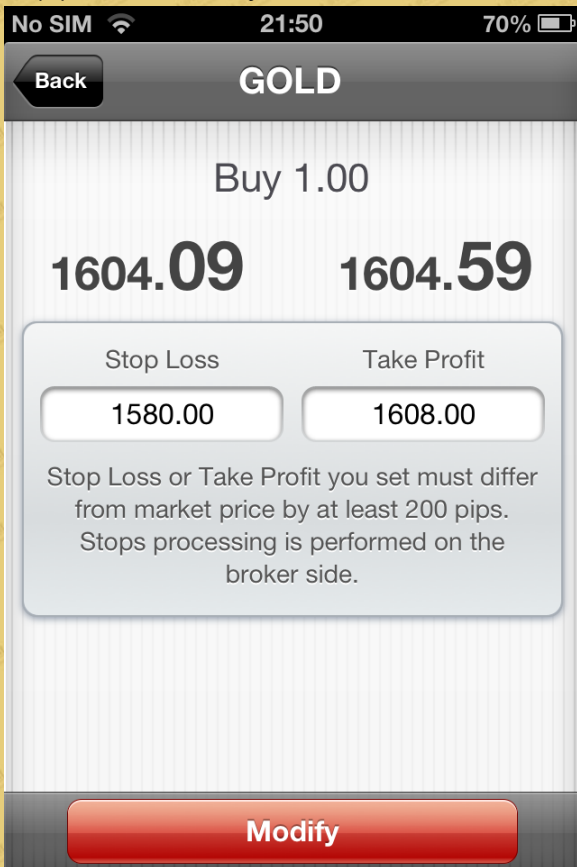 No SIM 21:50 70%
Back GOLD
Buy 1.00
1604.09 1604.59
Stop Loss Take Profit
1580.00 1608.00
Stop Loss or Take Profit you set must differ
from market price by at least 200 pips.
Stops processing is performed on the
broker side.
Modify